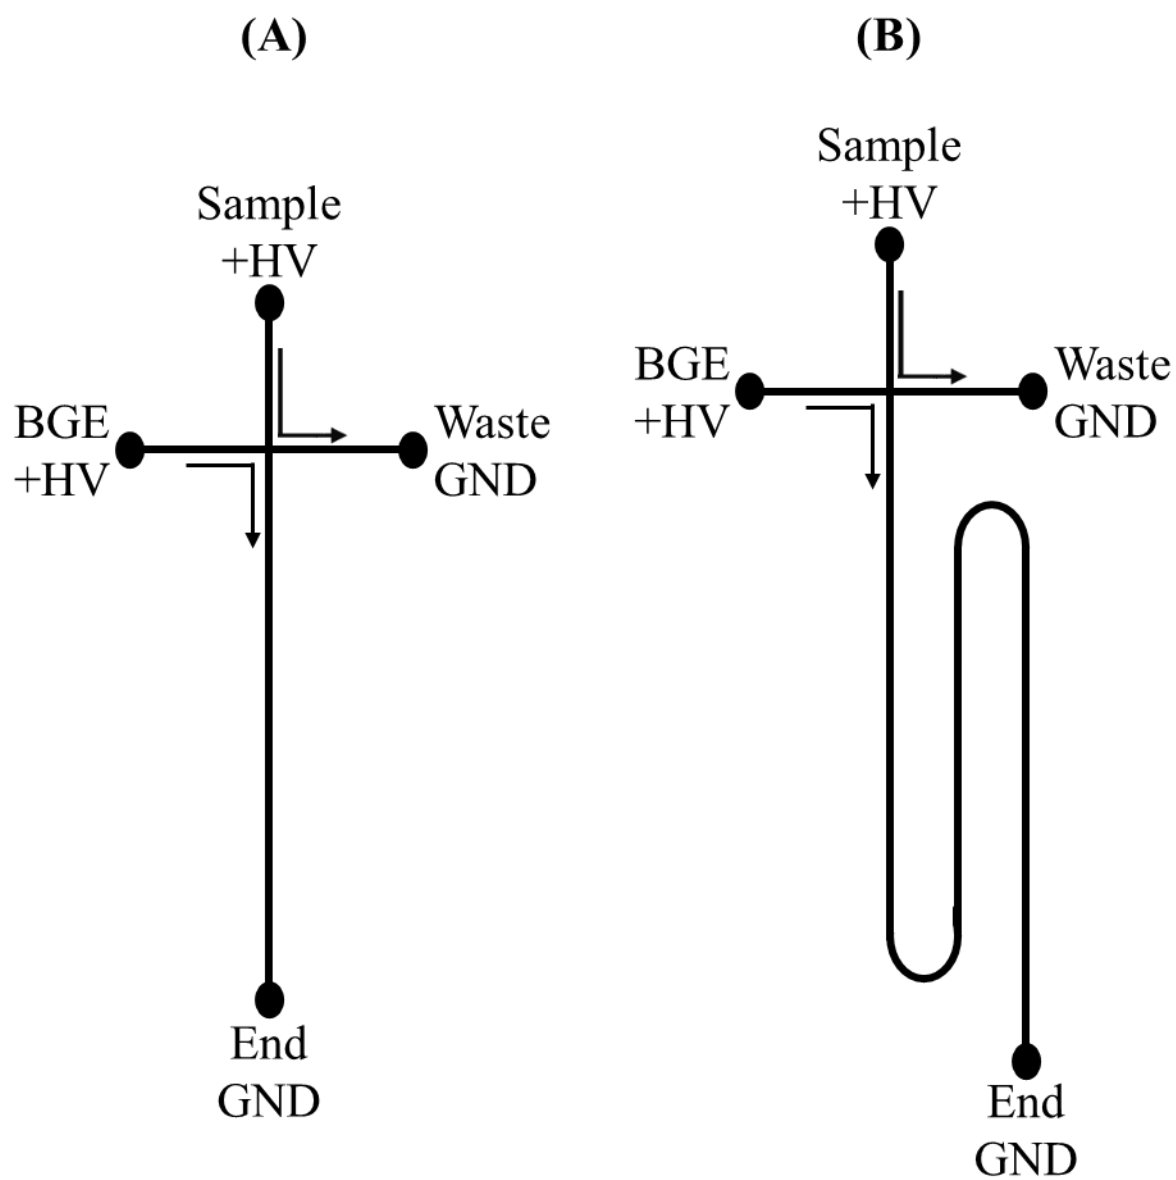 (A)
Sample
+HV
BGE
+HV
Waste
GND
End
GND
(B)
Sample
+HV
BGE
+HV
Waste
GND
End
GND